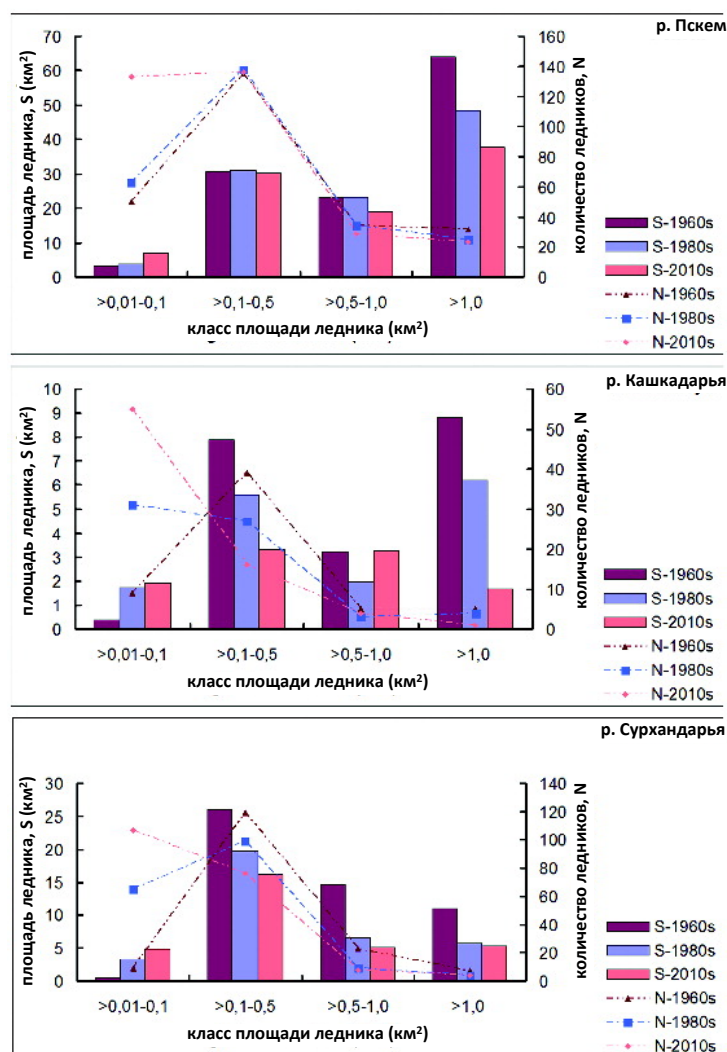 р. Пскем
площадь ледника, S (км²)
70
60
50
40
30
20
10
0
160
140
120
100
80
60
40
20
0
количество ледников, N
>0,01-0,1 >0,1-0,5 >0,5-1,0 >1,0
класс площади ледника (км²)
S-1960s
S-1980s
S-2010s
N-1960s
N-1980s
N-2010s
р. Кашкадарья
площадь ледника, S (км²)
10
9
8
7
6
5
4
3
2
1
0
60
50
40
30
20
10
0
количество ледников, N
>0,01-0,1 >0,1-0,5 >0,5-1,0 >1,0
класс площади ледника (км²)
S-1960s
S-1980s
S-2010s
N-1960s
N-1980s
N-2010s
р. Сурхандарья
площадь ледника, S (км²)
30
25
20
15
10
5
0
140
120
100
80
60
40
20
0
количество ледников, N
>0,01-0,1 >0,1-0,5 >0,5-1,0 >1,0
класс площади ледника (км²)
S-1960s
S-1980s
S-2010s
N-1960s
N-1980s
N-2010s